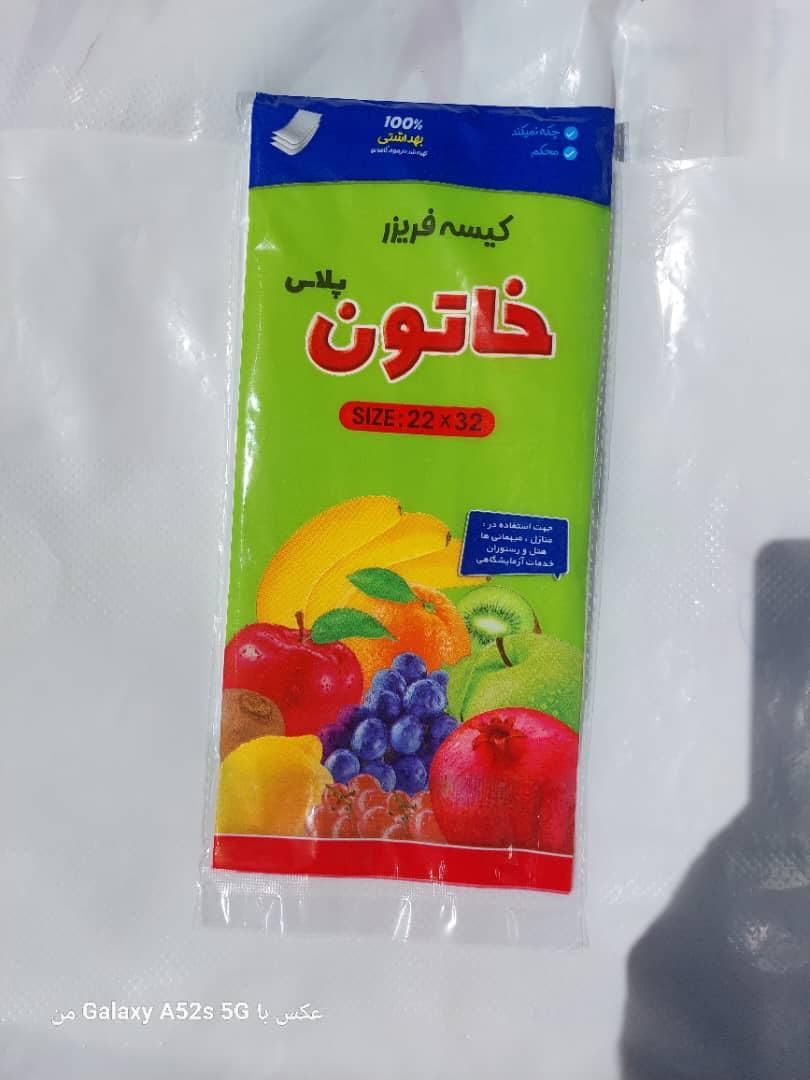 100%
بهداشتی
چکه نمیکند
محکم
کیسه فریزر
خاتون
پلاس
SIZE : 22 x 32
جهت استفاده در :
منازل ، میهمانی ها
هتل و رستوران
خدمات آزمایشگاهی
عکس با Galaxy A52s 5G من